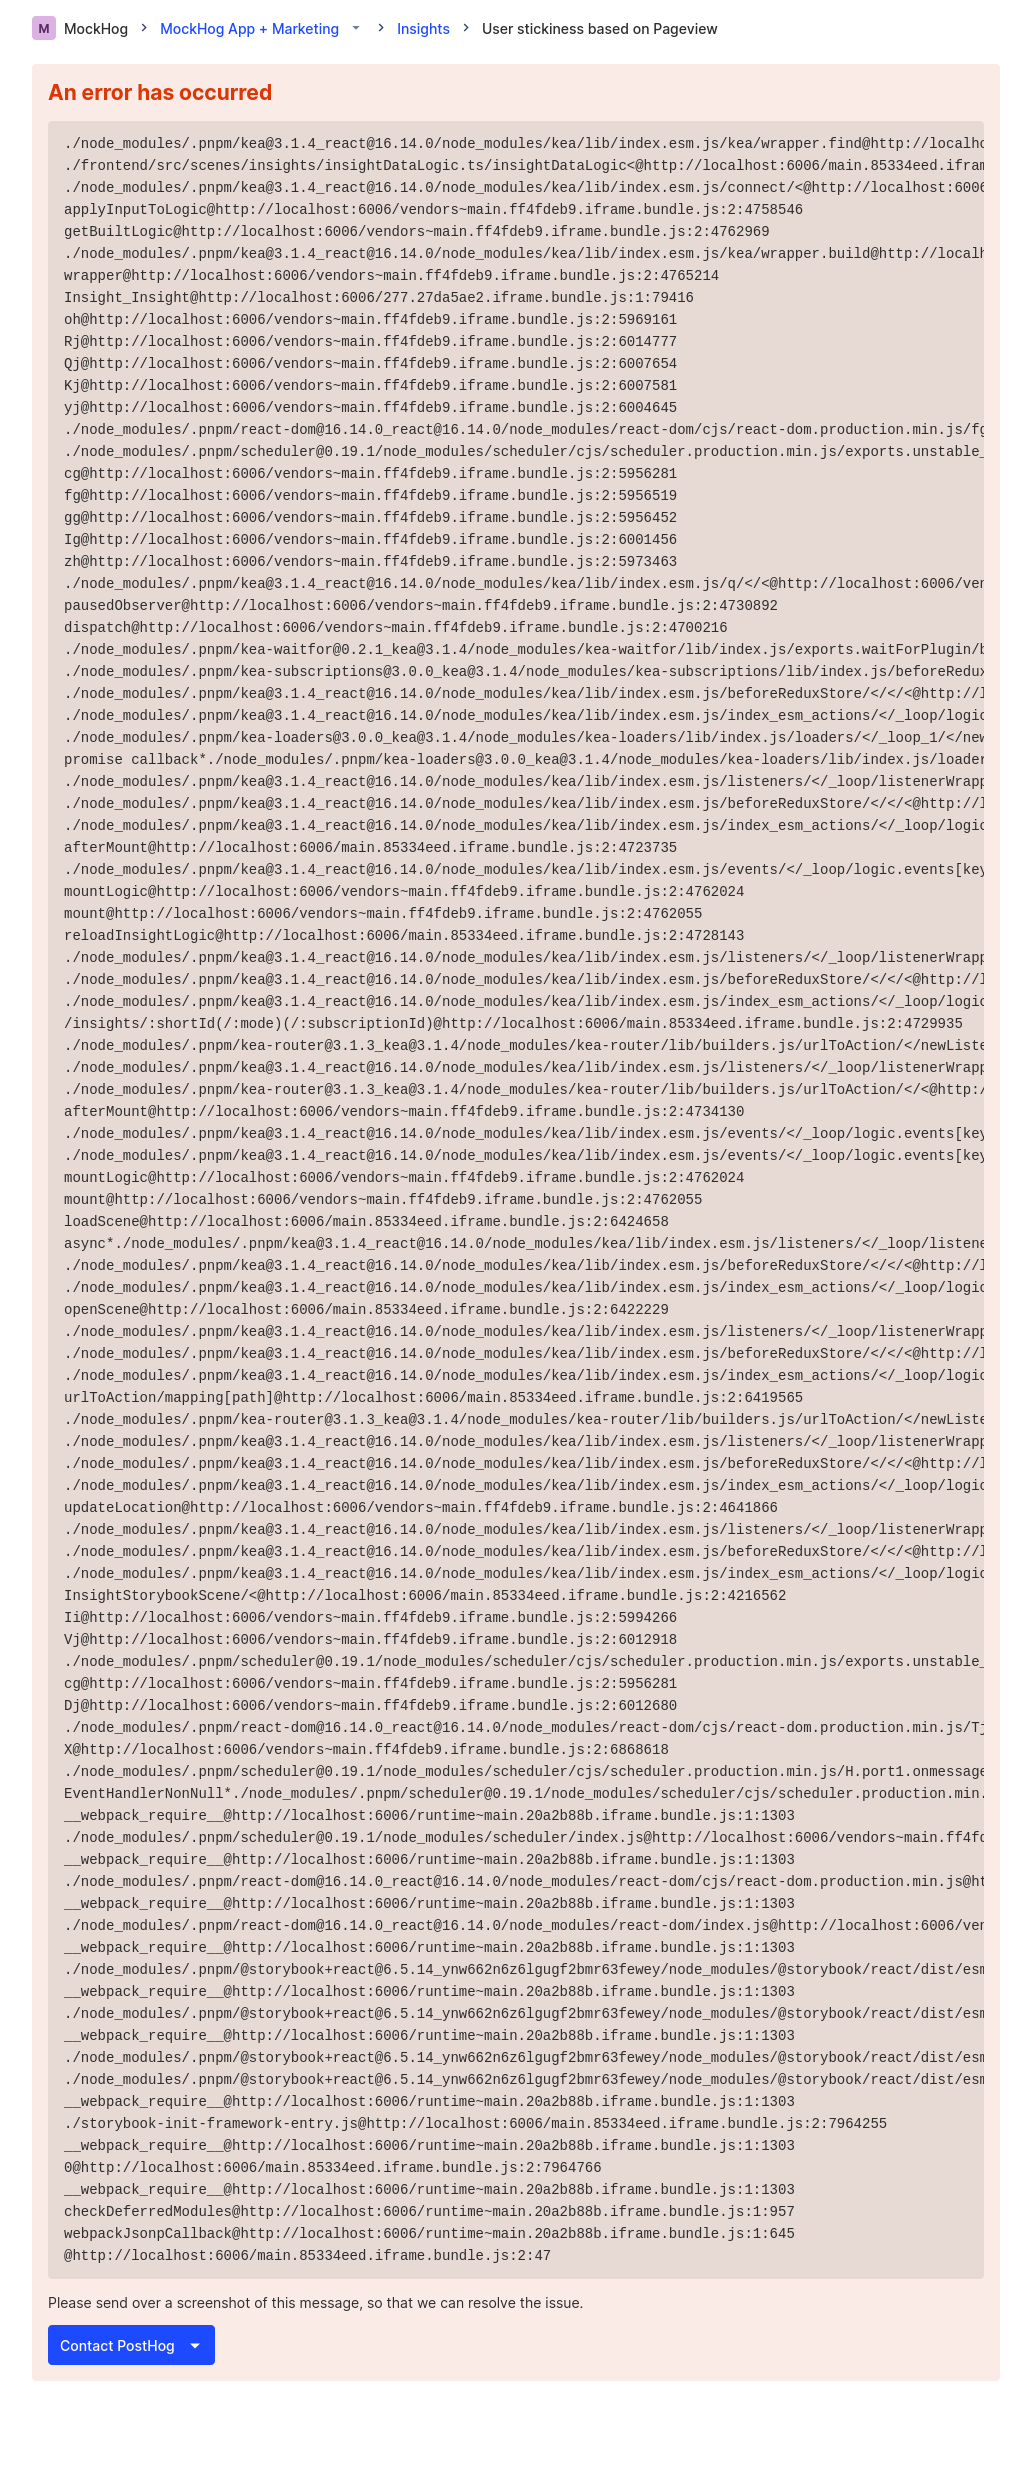 M MockHog > MockHog App + Marketing > Insights > User stickiness based on Pageview
An error has occurred
./node_modules/.pnpm/kea@3.1.4_react@16.14.0/node_modules/kea/lib/index.esm.js/kea/wrapper.find@http://localho
./frontend/src/scenes/insights/insightDataLogic.ts/insightDataLogic<@http://localhost:6006/main.85334eed.ifram
./node_modules/.pnpm/kea@3.1.4_react@16.14.0/node_modules/kea/lib/index.esm.js/connect/<@http://localhost:6006
applyInputToLogic@http://localhost:6006/vendors~main.ff4fdeb9.iframe.bundle.js:2:4758546
getBuiltLogic@http://localhost:6006/vendors~main.ff4fdeb9.iframe.bundle.js:2:4762969
./node_modules/.pnpm/kea@3.1.4_react@16.14.0/node_modules/kea/lib/index.esm.js/kea/wrapper.build@http://localh
wrapper@http://localhost:6006/vendors~main.ff4fdeb9.iframe.bundle.js:2:4765214
Insight_Insight@http://localhost:6006/277.27da5ae2.iframe.bundle.js:1:79416
oh@http://localhost:6006/vendors~main.ff4fdeb9.iframe.bundle.js:2:5969161
Rj@http://localhost:6006/vendors~main.ff4fdeb9.iframe.bundle.js:2:6014777
Qj@http://localhost:6006/vendors~main.ff4fdeb9.iframe.bundle.js:2:6007654
Kj@http://localhost:6006/vendors~main.ff4fdeb9.iframe.bundle.js:2:6007581
yj@http://localhost:6006/vendors~main.ff4fdeb9.iframe.bundle.js:2:6004645
./node_modules/.pnpm/react-dom@16.14.0_react@16.14.0/node_modules/react-dom/cjs/react-dom.production.min.js/fg
./node_modules/.pnpm/scheduler@0.19.1/node_modules/scheduler/cjs/scheduler.production.min.js/exports.unstable_
cg@http://localhost:6006/vendors~main.ff4fdeb9.iframe.bundle.js:2:5956281
fg@http://localhost:6006/vendors~main.ff4fdeb9.iframe.bundle.js:2:5956519
gg@http://localhost:6006/vendors~main.ff4fdeb9.iframe.bundle.js:2:5956452
Ig@http://localhost:6006/vendors~main.ff4fdeb9.iframe.bundle.js:2:6001456
zh@http://localhost:6006/vendors~main.ff4fdeb9.iframe.bundle.js:2:5973463
./node_modules/.pnpm/kea@3.1.4_react@16.14.0/node_modules/kea/lib/index.esm.js/q/</<@http://localhost:6006/ven
pausedObserver@http://localhost:6006/vendors~main.ff4fdeb9.iframe.bundle.js:2:4730892
dispatch@http://localhost:6006/vendors~main.ff4fdeb9.iframe.bundle.js:2:4700216
./node_modules/.pnpm/kea-waitfor@0.2.1_kea@3.1.4/node_modules/kea-waitfor/lib/index.js/exports.waitForPlugin/b
./node_modules/.pnpm/kea-subscriptions@3.0.0_kea@3.1.4/node_modules/kea-subscriptions/lib/index.js/beforeRedux
./node_modules/.pnpm/kea@3.1.4_react@16.14.0/node_modules/kea/lib/index.esm.js/beforeReduxStore/</</<@http://l
./node_modules/.pnpm/kea@3.1.4_react@16.14.0/node_modules/kea/lib/index.esm.js/index_esm_actions/</_loop/logic
./node_modules/.pnpm/kea-loaders@3.0.0_kea@3.1.4/node_modules/kea-loaders/lib/index.js/loaders/</_loop_1/</new
promise callback*./node_modules/.pnpm/kea-loaders@3.0.0_kea@3.1.4/node_modules/kea-loaders/lib/index.js/loader
./node_modules/.pnpm/kea@3.1.4_react@16.14.0/node_modules/kea/lib/index.esm.js/listeners/</_loop/listenerWrapp
./node_modules/.pnpm/kea@3.1.4_react@16.14.0/node_modules/kea/lib/index.esm.js/beforeReduxStore/</</<@http://l
./node_modules/.pnpm/kea@3.1.4_react@16.14.0/node_modules/kea/lib/index.esm.js/index_esm_actions/</_loop/logic
afterMount@http://localhost:6006/main.85334eed.iframe.bundle.js:2:4723735
./node_modules/.pnpm/kea@3.1.4_react@16.14.0/node_modules/kea/lib/index.esm.js/events/</_loop/logic.events[key
mountLogic@http://localhost:6006/vendors~main.ff4fdeb9.iframe.bundle.js:2:4762024
mount@http://localhost:6006/vendors~main.ff4fdeb9.iframe.bundle.js:2:4762055
reloadInsightLogic@http://localhost:6006/main.85334eed.iframe.bundle.js:2:4728143
./node_modules/.pnpm/kea@3.1.4_react@16.14.0/node_modules/kea/lib/index.esm.js/listeners/</_loop/listenerWrapp
./node_modules/.pnpm/kea@3.1.4_react@16.14.0/node_modules/kea/lib/index.esm.js/beforeReduxStore/</</<@http://l
./node_modules/.pnpm/kea@3.1.4_react@16.14.0/node_modules/kea/lib/index.esm.js/index_esm_actions/</_loop/logic
/insights/:shortId(/:mode)(/:subscriptionId)@http://localhost:6006/main.85334eed.iframe.bundle.js:2:4729935
./node_modules/.pnpm/kea-router@3.1.3_kea@3.1.4/node_modules/kea-router/lib/builders.js/urlToAction/</newListe
./node_modules/.pnpm/kea@3.1.4_react@16.14.0/node_modules/kea/lib/index.esm.js/listeners/</_loop/listenerWrapp
./node_modules/.pnpm/kea-router@3.1.3_kea@3.1.4/node_modules/kea-router/lib/builders.js/urlToAction/</<@http:/
afterMount@http://localhost:6006/vendors~main.ff4fdeb9.iframe.bundle.js:2:4734130
./node_modules/.pnpm/kea@3.1.4_react@16.14.0/node_modules/kea/lib/index.esm.js/events/</_loop/logic.events[key
./node_modules/.pnpm/kea@3.1.4_react@16.14.0/node_modules/kea/lib/index.esm.js/events/</_loop/logic.events[key
mountLogic@http://localhost:6006/vendors~main.ff4fdeb9.iframe.bundle.js:2:4762024
mount@http://localhost:6006/vendors~main.ff4fdeb9.iframe.bundle.js:2:4762055
loadScene@http://localhost:6006/main.85334eed.iframe.bundle.js:2:6424658
async*./node_modules/.pnpm/kea@3.1.4_react@16.14.0/node_modules/kea/lib/index.esm.js/listeners/</_loop/listene
./node_modules/.pnpm/kea@3.1.4_react@16.14.0/node_modules/kea/lib/index.esm.js/beforeReduxStore/</</<@http://l
./node_modules/.pnpm/kea@3.1.4_react@16.14.0/node_modules/kea/lib/index.esm.js/index_esm_actions/</_loop/logic
openScene@http://localhost:6006/main.85334eed.iframe.bundle.js:2:6422229
./node_modules/.pnpm/kea@3.1.4_react@16.14.0/node_modules/kea/lib/index.esm.js/listeners/</_loop/listenerWrapp
./node_modules/.pnpm/kea@3.1.4_react@16.14.0/node_modules/kea/lib/index.esm.js/beforeReduxStore/</</<@http://l
./node_modules/.pnpm/kea@3.1.4_react@16.14.0/node_modules/kea/lib/index.esm.js/index_esm_actions/</_loop/logic
urlToAction/mapping[path]@http://localhost:6006/main.85334eed.iframe.bundle.js:2:6419565
./node_modules/.pnpm/kea-router@3.1.3_kea@3.1.4/node_modules/kea-router/lib/builders.js/urlToAction/</newListe
./node_modules/.pnpm/kea@3.1.4_react@16.14.0/node_modules/kea/lib/index.esm.js/listeners/</_loop/listenerWrapp
./node_modules/.pnpm/kea@3.1.4_react@16.14.0/node_modules/kea/lib/index.esm.js/beforeReduxStore/</</<@http://l
./node_modules/.pnpm/kea@3.1.4_react@16.14.0/node_modules/kea/lib/index.esm.js/index_esm_actions/</_loop/logic
updateLocation@http://localhost:6006/vendors~main.ff4fdeb9.iframe.bundle.js:2:4641866
./node_modules/.pnpm/kea@3.1.4_react@16.14.0/node_modules/kea/lib/index.esm.js/listeners/</_loop/listenerWrapp
./node_modules/.pnpm/kea@3.1.4_react@16.14.0/node_modules/kea/lib/index.esm.js/beforeReduxStore/</</<@http://l
./node_modules/.pnpm/kea@3.1.4_react@16.14.0/node_modules/kea/lib/index.esm.js/index_esm_actions/</_loop/logic
InsightStorybookScene/<@http://localhost:6006/main.85334eed.iframe.bundle.js:2:4216562
Ii@http://localhost:6006/vendors~main.ff4fdeb9.iframe.bundle.js:2:5994266
Vj@http://localhost:6006/vendors~main.ff4fdeb9.iframe.bundle.js:2:6012918
./node_modules/.pnpm/scheduler@0.19.1/node_modules/scheduler/cjs/scheduler.production.min.js/exports.unstable_
cg@http://localhost:6006/vendors~main.ff4fdeb9.iframe.bundle.js:2:5956281
Dj@http://localhost:6006/vendors~main.ff4fdeb9.iframe.bundle.js:2:6012680
./node_modules/.pnpm/react-dom@16.14.0_react@16.14.0/node_modules/react-dom/cjs/react-dom.production.min.js/Tj
X@http://localhost:6006/vendors~main.ff4fdeb9.iframe.bundle.js:2:6868618
./node_modules/.pnpm/scheduler@0.19.1/node_modules/scheduler/cjs/scheduler.production.min.js/H.port1.onmessage
EventHandlerNonNull*./node_modules/.pnpm/scheduler@0.19.1/node_modules/scheduler/cjs/scheduler.production.min.
__webpack_require__@http://localhost:6006/runtime~main.20a2b88b.iframe.bundle.js:1:1303
./node_modules/.pnpm/scheduler@0.19.1/node_modules/scheduler/index.js@http://localhost:6006/vendors~main.ff4fd
__webpack_require__@http://localhost:6006/runtime~main.20a2b88b.iframe.bundle.js:1:1303
./node_modules/.pnpm/react-dom@16.14.0_react@16.14.0/node_modules/react-dom/cjs/react-dom.production.min.js@ht
__webpack_require__@http://localhost:6006/runtime~main.20a2b88b.iframe.bundle.js:1:1303
./node_modules/.pnpm/react-dom@16.14.0_react@16.14.0/node_modules/react-dom/index.js@http://localhost:6006/ven
__webpack_require__@http://localhost:6006/runtime~main.20a2b88b.iframe.bundle.js:1:1303
./node_modules/.pnpm/@storybook+react@6.5.14_ynw662n6z6lgugf2bmr63fewey/node_modules/@storybook/react/dist/esm
__webpack_require__@http://localhost:6006/runtime~main.20a2b88b.iframe.bundle.js:1:1303
./node_modules/.pnpm/@storybook+react@6.5.14_ynw662n6z6lgugf2bmr63fewey/node_modules/@storybook/react/dist/esm
__webpack_require__@http://localhost:6006/runtime~main.20a2b88b.iframe.bundle.js:1:1303
./node_modules/.pnpm/@storybook+react@6.5.14_ynw662n6z6lgugf2bmr63fewey/node_modules/@storybook/react/dist/esm
./node_modules/.pnpm/@storybook+react@6.5.14_ynw662n6z6lgugf2bmr63fewey/node_modules/@storybook/react/dist/esm
__webpack_require__@http://localhost:6006/runtime~main.20a2b88b.iframe.bundle.js:1:1303
./storybook-init-framework-entry.js@http://localhost:6006/main.85334eed.iframe.bundle.js:2:7964255
__webpack_require__@http://localhost:6006/runtime~main.20a2b88b.iframe.bundle.js:1:1303
0@http://localhost:6006/main.85334eed.iframe.bundle.js:2:7964766
__webpack_require__@http://localhost:6006/runtime~main.20a2b88b.iframe.bundle.js:1:1303
checkDeferredModules@http://localhost:6006/runtime~main.20a2b88b.iframe.bundle.js:1:957
webpackJsonpCallback@http://localhost:6006/runtime~main.20a2b88b.iframe.bundle.js:1:645
@http://localhost:6006/main.85334eed.iframe.bundle.js:2:47
Please send over a screenshot of this message, so that we can resolve the issue.
Contact PostHog